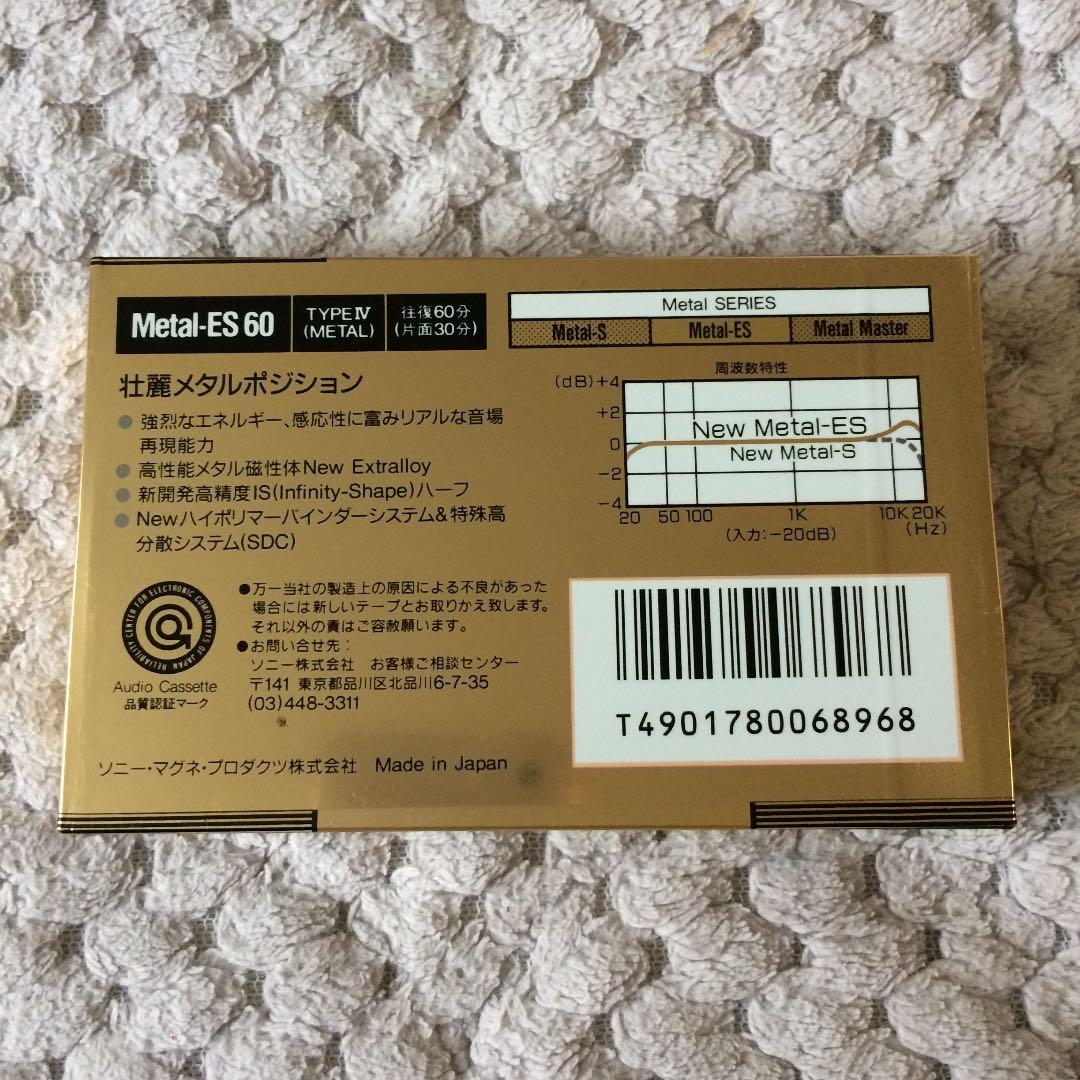 Metal-ES 60
TYPE IV
(METAL)
往復60分
(片面30分)
Metal SERIES
Metal-S
Metal-ES
Metal Master
壮麗メタルポジション
● 強烈なエネルギー、感応性に富みリアルな音場
再現能力
● 高性能メタル磁性体New Extralloy
● 新開発高精度IS(Infinity-Shape)ハーフ
● Newハイポリマーバインダーシステム&特殊高
分散システム(SDC)
周波数特性
(dB) +4
+2
0
-2
-4
New Metal-ES
New Metal-S
20 50 100 1K 10K 20K
(入力:-20dB) (Hz)
RELIABILITY CENTER FOR ELECTRONIC COMPONENTS OF JAPAN
Audio Cassette
品質認証マーク
●万一当社の製造上の原因による不良があった
場合には新しいテープとお取りかえ致します。
それ以外の責はご容赦願います。
●お問い合せ先:
ソニー株式会社 お客様ご相談センター
〒141 東京都品川区北品川6-7-35
(03)448-3311
T4901780068968
ソニー・マグネ・プロダクツ株式会社 Made in Japan